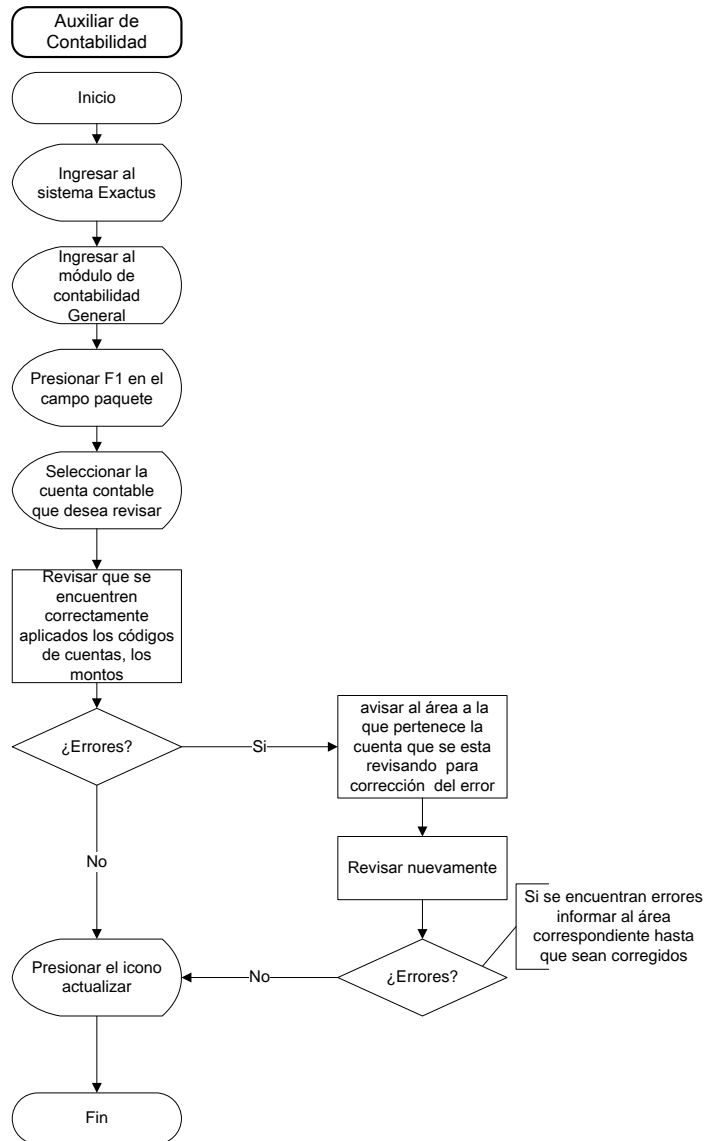 Auxiliar de
Contabilidad
Inicio
Ingresar al
sistema Exactus
Ingresar al
módulo de
contabilidad
General
Presionar F1 en el
campo paquete
Seleccionar la
cuenta contable
que desea revisar
Revisar que se
encuentren
correctamente
aplicados los códigos
de cuentas, los
montos
¿Errores?
Si
avisar al área a la
que pertenece la
cuenta que se esta
revisando para
corrección del error
No
Revisar nuevamente
Si se encuentran errores
informar al área
correspondiente hasta
que sean corregidos
¿Errores?
No
Presionar el icono
actualizar
Fin